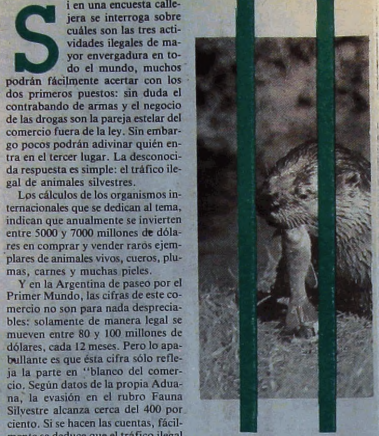 Si en una encuesta calle-
jera se interroga sobre
cuáles son las tres acti-
vidades ilegales de ma-
yor envergadura en to-
do el mundo, muchos
podrán fácilmente acertar con los
dos primeros puestos: sin duda el
contrabando de armas y el negocio
de las drogas son la pareja estelar del
comercio fuera de la ley. Sin embar-
go pocos podrán adivinar quién en-
tra en el tercer lugar. La desconoci-
da respuesta es simple: el tráfico ile-
gal de animales silvestres.
Los cálculos de los organismos in-
ternacionales que se dedican al tema,
indican que anualmente se invierten
entre 5000 y 7000 millones de dóla-
res en comprar y vender raros ejem-
plares de animales vivos, cueros, plu-
mas, carnes y muchas pieles.
Y en la Argentina de paseo por el
Primer Mundo, las cifras de este co-
mercio no son para nada desprecia-
bles: solamente de manera legal se
mueven entre 80 y 100 millones de
dólares, cada 12 meses. Pero lo apa-
bullante es que ésta cifra sólo refle-
ja la parte en "blanco del comer-
cio. Según datos de la propia Adua-
na, la evasión en el rubro Fauna
Silvestre alcanza cerca del 400 por
ciento. Si se hacen las cuentas, fácil-
mente se deduce que el tráfico ilegal